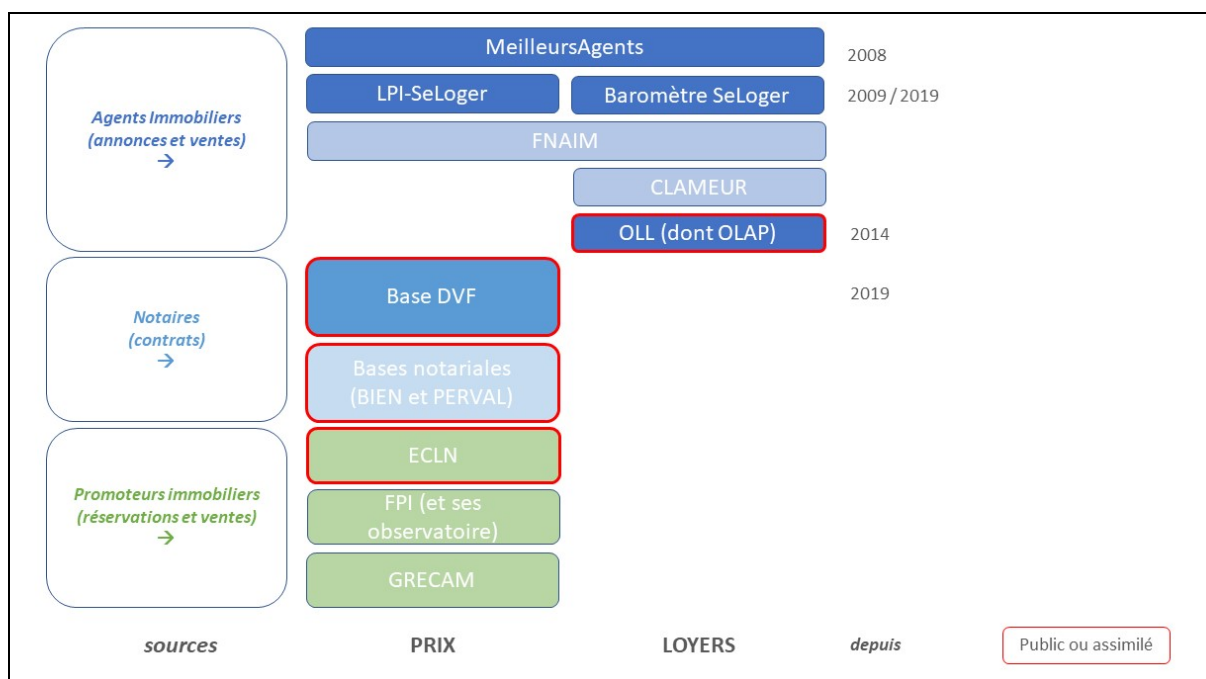 Agents Immobiliers
(annonces et ventes)
→
MeilleursAgents
2008
LPI-SeLoger
Baromètre SeLoger
2009 / 2019
FNAIM
CLAMEUR
OLL (dont OLAP)
2014
Notaires
(contrats)
→
Base DVF
2019
Bases notariales
(BIEN et PERVAL)
Promoteurs immobiliers
(réservations et ventes)
→
ECLN
FPI (et ses
observatoire)
GRECAM
sources
PRIX
LOYERS
depuis
Public ou assimilé